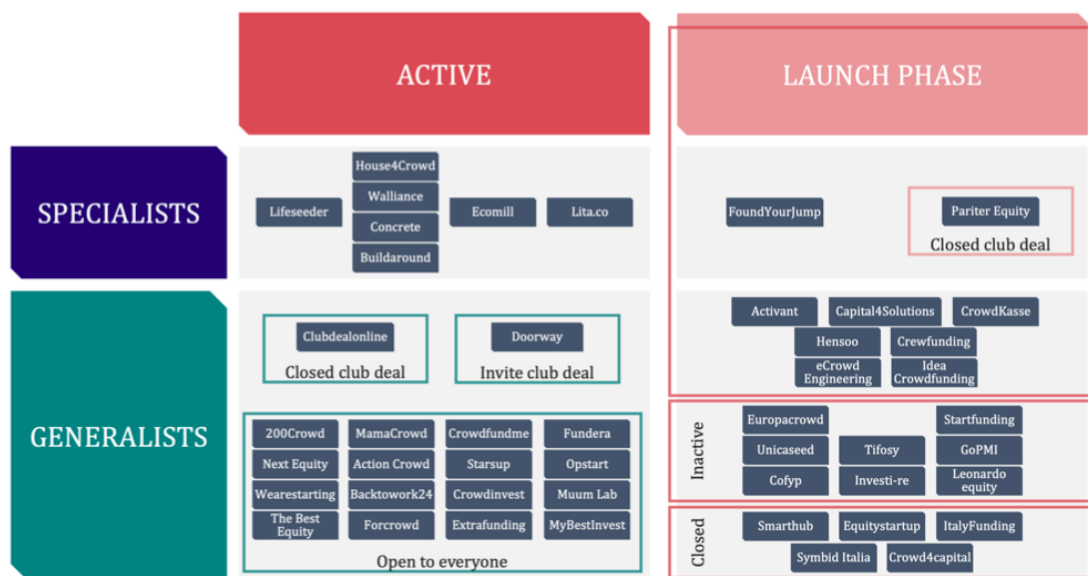 ACTIVE
LAUNCH PHASE
SPECIALISTS
Lifeseeder
House4Crowd
Walliance
Concrete
Buildaround
Ecomill
Lita.co
FoundYourJump
Pariter Equity
Closed club deal
GENERALISTS
Clubdealonline
Closed club deal
Doorway
Invite club deal
200Crowd
MamaCrowd
Crowdfundme
Fundera
Next Equity
Action Crowd
Starsup
Opstart
Wearestarting
Backtowork24
Crowdinvest
Muum Lab
The Best
Equity
Forcrowd
Extrafunding
MyBestInvest
Open to everyone
Activant
Capital4Solutions
CrowdKasse
Hensoo
Crewfunding
eCrowd
Engineering
Idea
Crowdfunding
Inactive
Europacrowd
Startfunding
Unicaseed
Tifosy
GoPMI
Cofyp
Investi-re
Leonardo
equity
Closed
Smarthub
Equitystartup
ItalyFunding
Symbid Italia
Crowd4capital